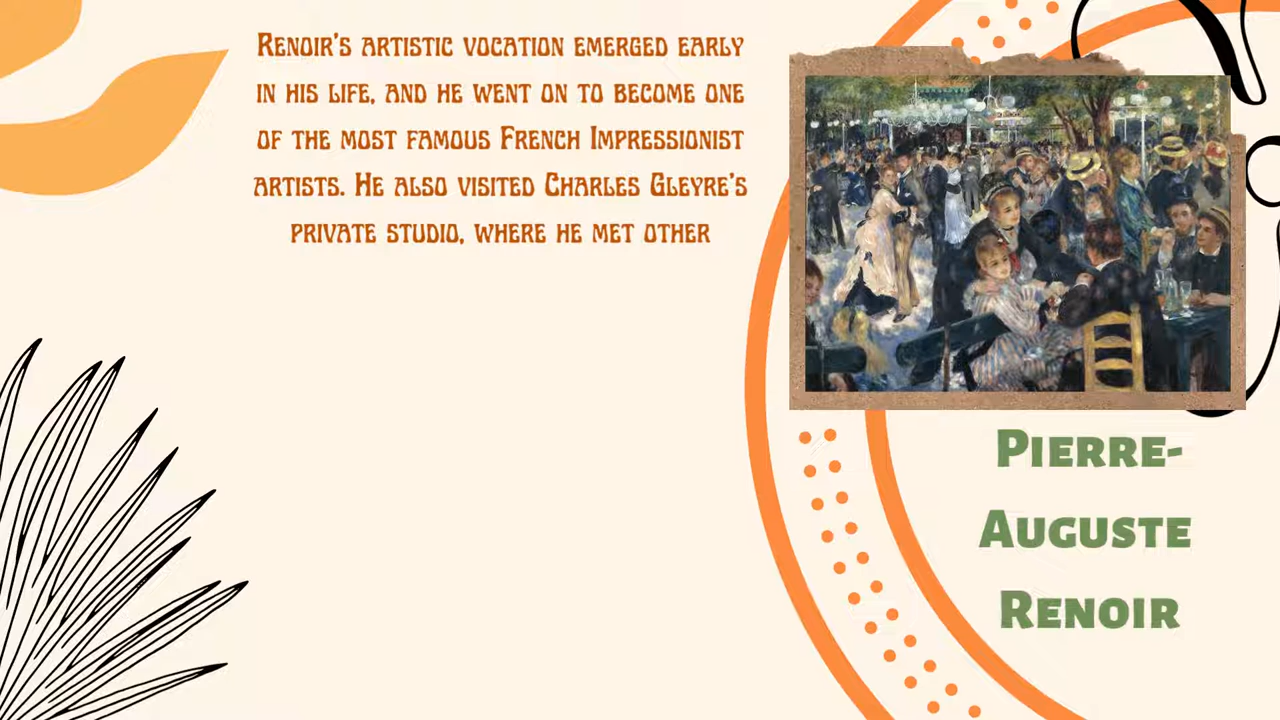 Renoir's artistic vocation emerged early
in his life, and he went on to become one
of the most famous French Impressionist
artists. He also visited Charles Gleyre's
private studio, where he met other
Pierre-
Auguste
Renoir